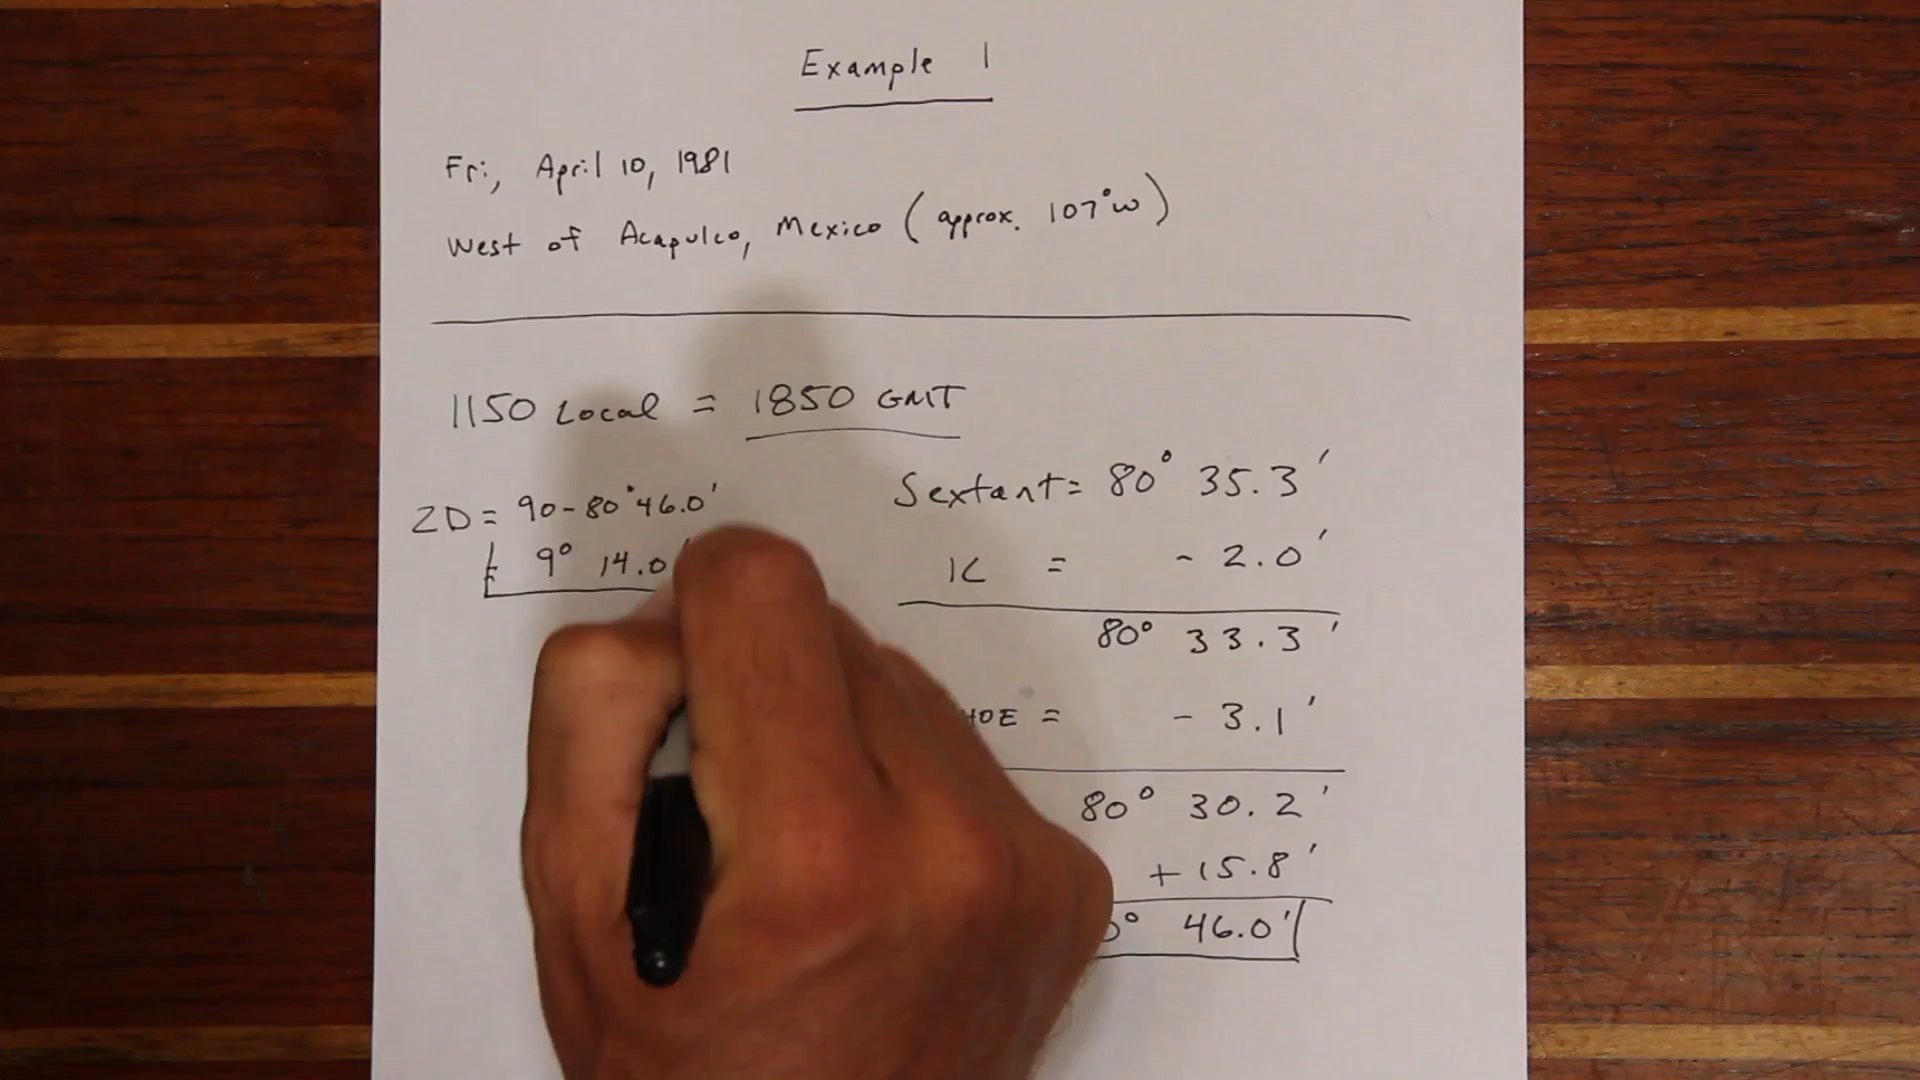 Example 1
Fri, April 10, 1981
West of Acapulco, Mexico (approx. 107°W)
1150 Local = 1850 GMT
Sextant = 80° 35.3'
IC = - 2.0'
80° 33.3'
HOE = - 3.1'
80° 30.2'
+ 15.8'
0° 46.0'
ZD = 90 - 80°46.0'
9° 14.0